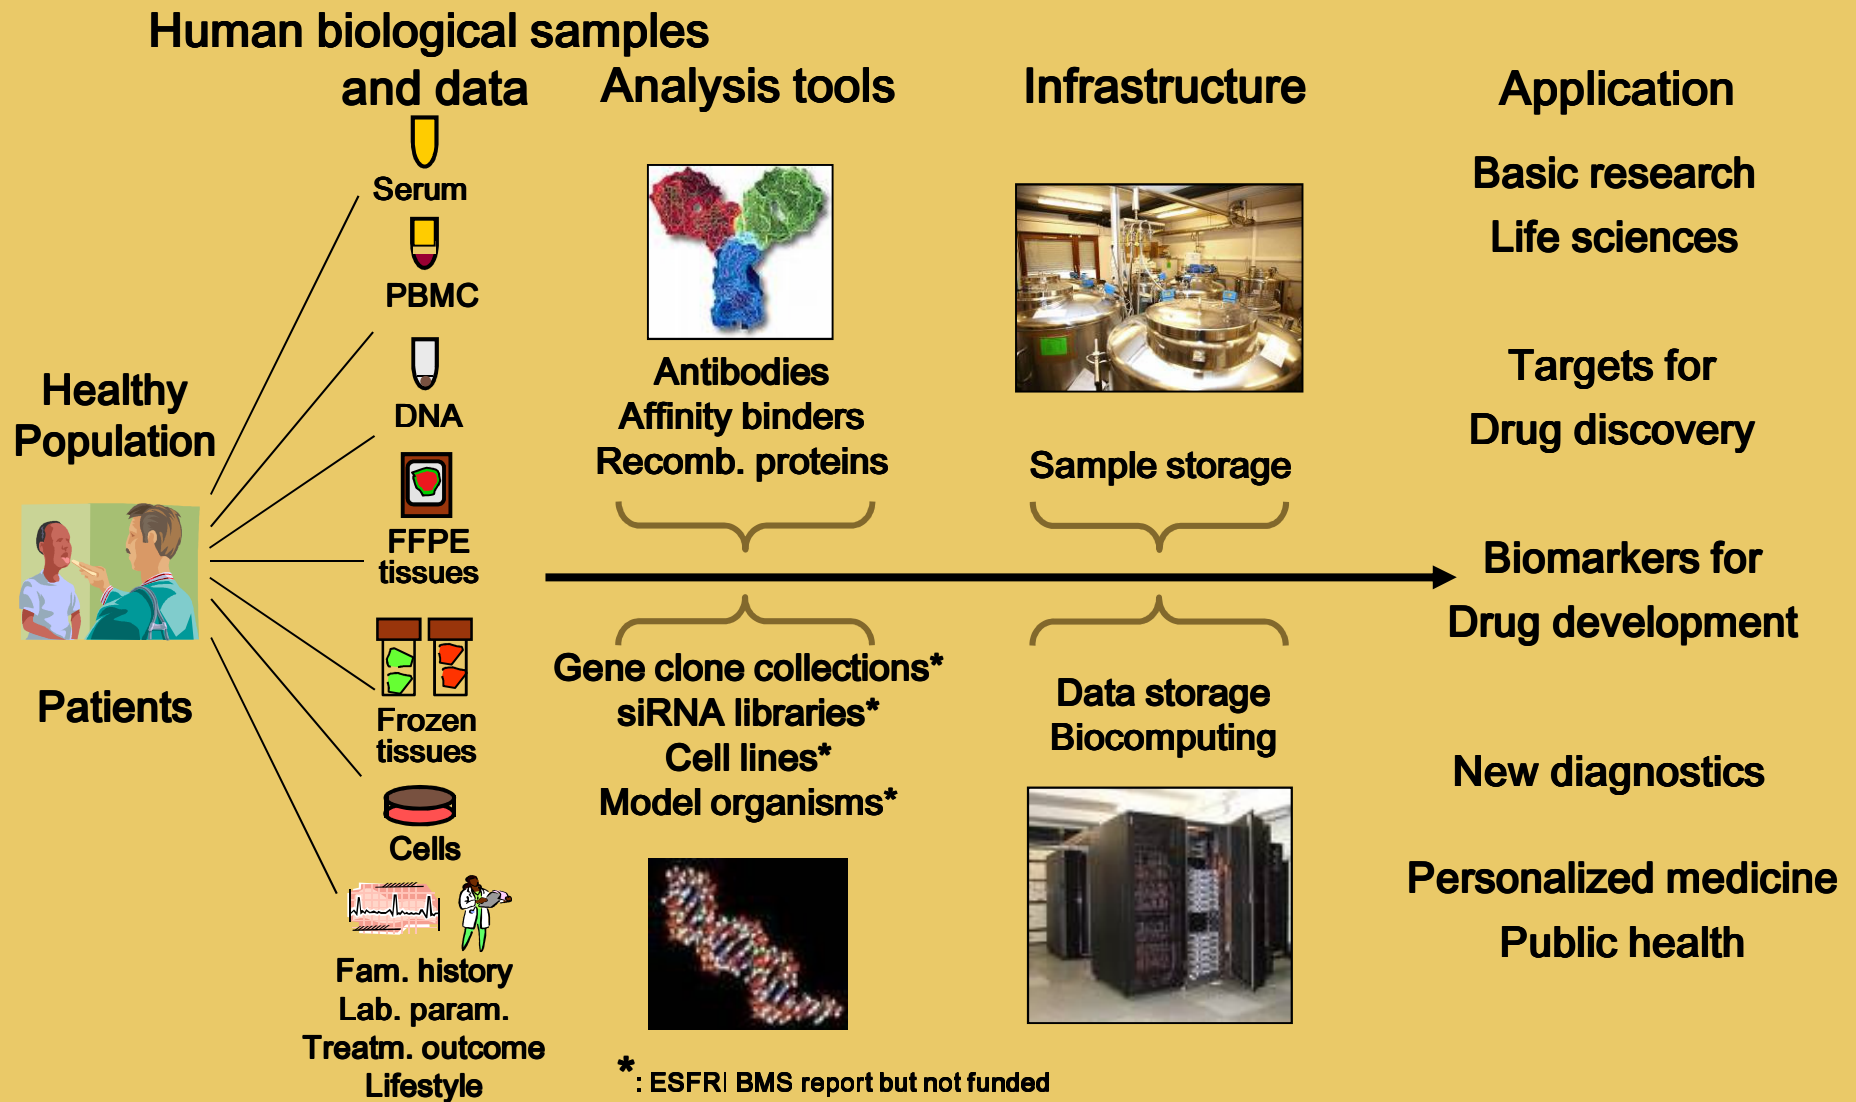 Human biological samples
and data
Analysis tools
Infrastructure
Application
Healthy
Population
Patients
Serum
PBMC
DNA
FFPE
tissues
Frozen
tissues
Cells
Fam. history
Lab. param.
Treatm. outcome
Lifestyle
Antibodies
Affinity binders
Recomb. proteins
Gene clone collections*
siRNA libraries*
Cell lines*
Model organisms*
*: ESFRI BMS report but not funded
Sample storage
Data storage
Biocomputing
Basic research
Life sciences
Targets for
Drug discovery
Biomarkers for
Drug development
New diagnostics
Personalized medicine
Public health